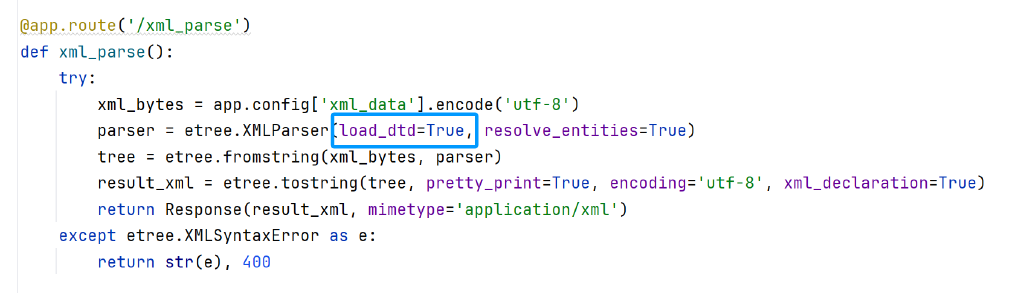 @app.route('/xml_parse')
def xml_parse():
    try:
        xml_bytes = app.config['xml_data'].encode('utf-8')
        parser = etree.XMLParser(load_dtd=True, resolve_entities=True)
        tree = etree.fromstring(xml_bytes, parser)
        result_xml = etree.tostring(tree, pretty_print=True, encoding='utf-8', xml_declaration=True)
        return Response(result_xml, mimetype='application/xml')
    except etree.XMLSyntaxError as e:
        return str(e), 400